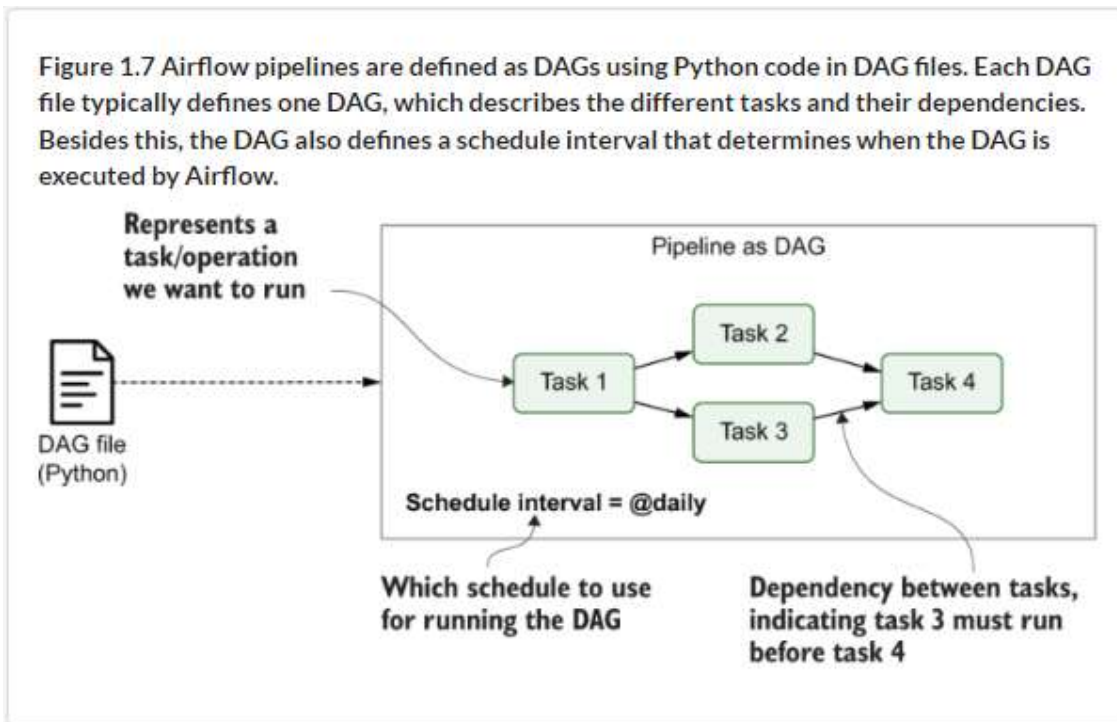 Figure 1.7 Airflow pipelines are defined as DAGs using Python code in DAG files. Each DAG
file typically defines one DAG, which describes the different tasks and their dependencies.
Besides this, the DAG also defines a schedule interval that determines when the DAG is
executed by Airflow.
Represents a
task/operation
we want to run
Pipeline as DAG
Task 1
Task 2
Task 3
Task 4
DAG file
(Python)
Schedule interval = @daily
Which schedule to use
for running the DAG
Dependency between tasks,
indicating task 3 must run
before task 4